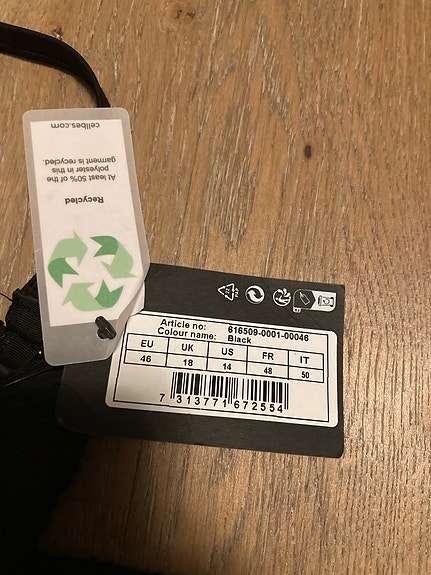 cellbes.com
At least 50% of the
polyester in this
garment is recycled.
Recycled
Article no: 616509-0001-00046
Colour name: Black
EU UK US FR IT
46 18 14 48 50
7 313771 672554